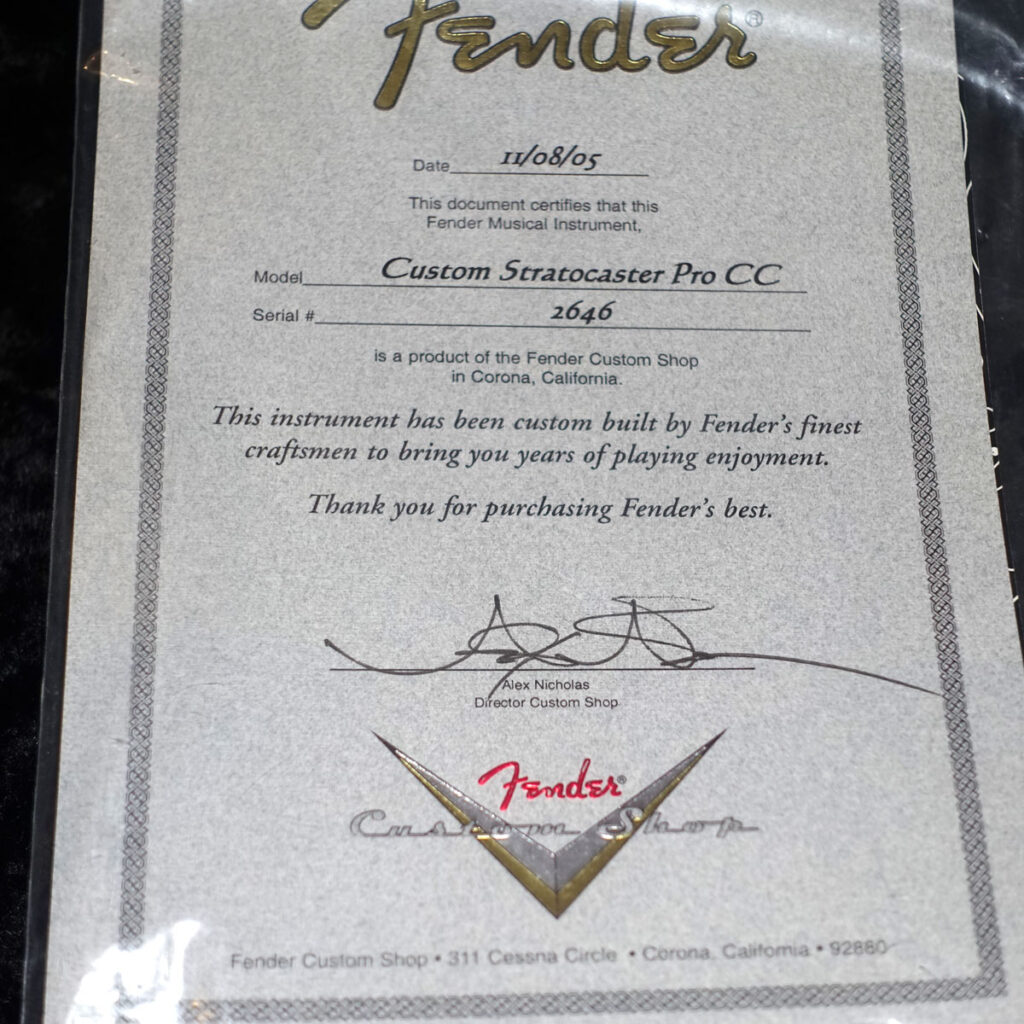 Fender®
Date 11/08/05
This document certifies that this
Fender Musical Instrument,
Model Custom Stratocaster Pro CC
Serial # 2646
is a product of the Fender Custom Shop
in Corona, California.
This instrument has been custom built by Fender's finest
craftsmen to bring you years of playing enjoyment.
Thank you for purchasing Fender's best.
Alex Nicholas
Director Custom Shop
Fender®
Custom Shop
Fender Custom Shop • 311 Cessna Circle • Corona, California • 92880